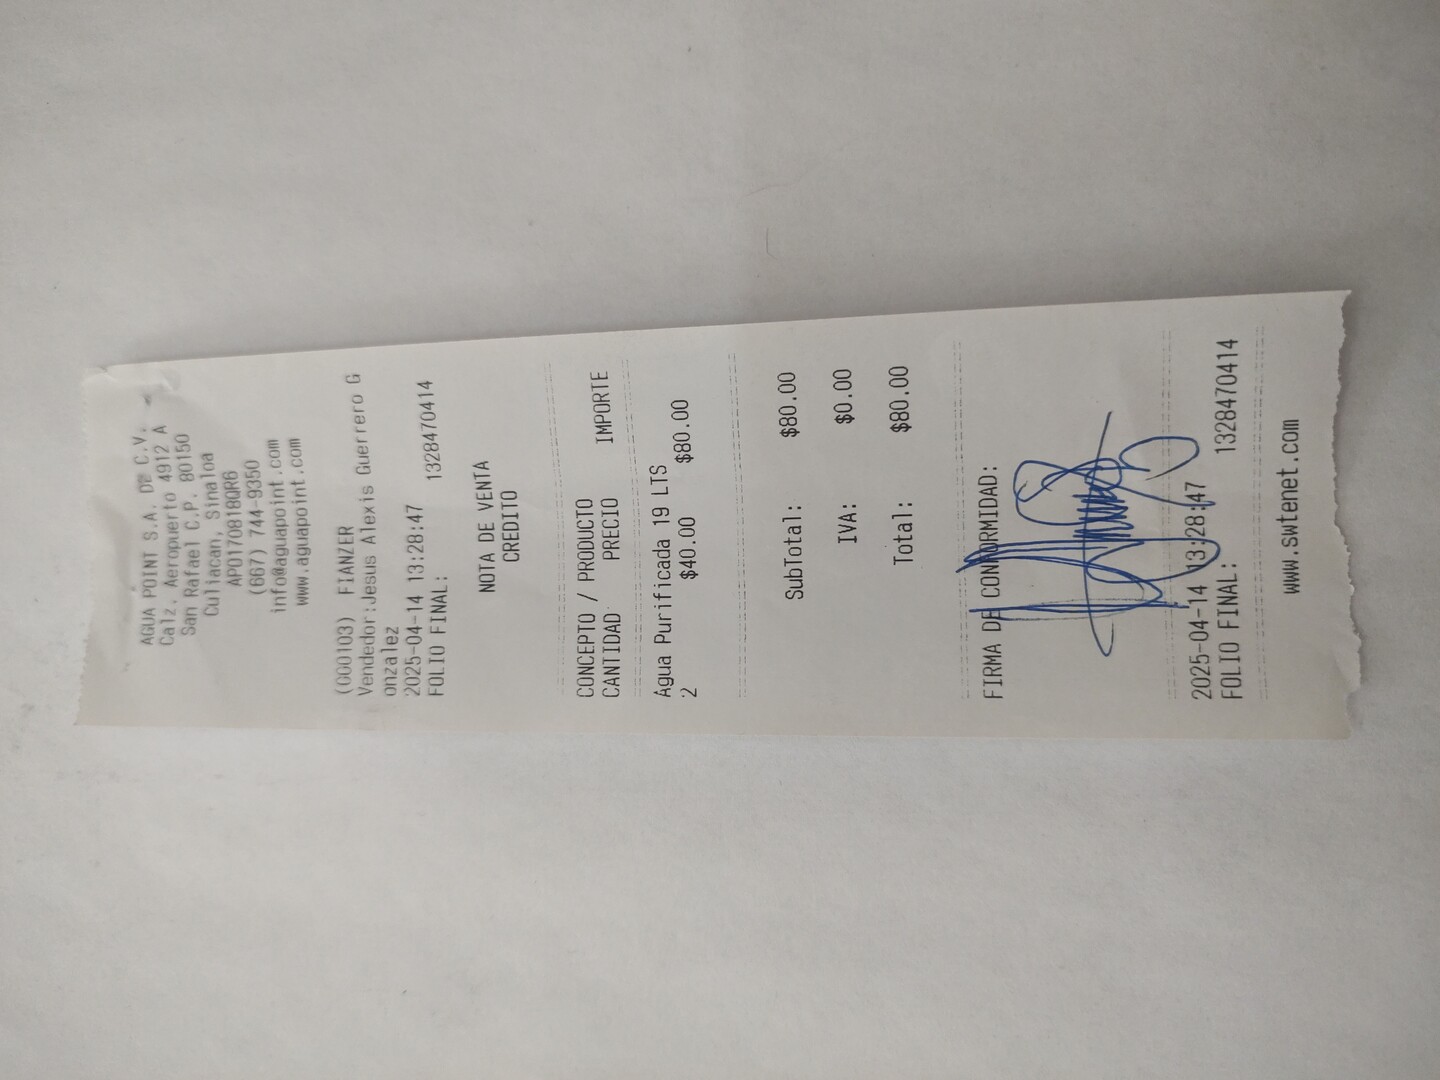 AGUA POINT S.A. DE C.V.
Calz. Aeropuerto 4912 A
San Rafael C.P. 80150
Culiacan, Sinaloa
APO170818QR6
(667) 744-9350
info@aguapoint.com
www.aguapoint.com
(000103) FIANZER
Vendedor:Jesus Alexis Guerrero G
onzalez
2025-04-14 13:28:47
FOLIO FINAL: 1328470414
NOTA DE VENTA
CREDITO
CONCEPTO / PRODUCTO
CANTIDAD PRECIO IMPORTE
Agua Purificada 19 LTS
2 $40.00 $80.00
SubTotal: $80.00
IVA: $0.00
Total: $80.00
FIRMA DE CONFORMIDAD:
2025-04-14 13:28:47
FOLIO FINAL: 1328470414
www.swtenet.com